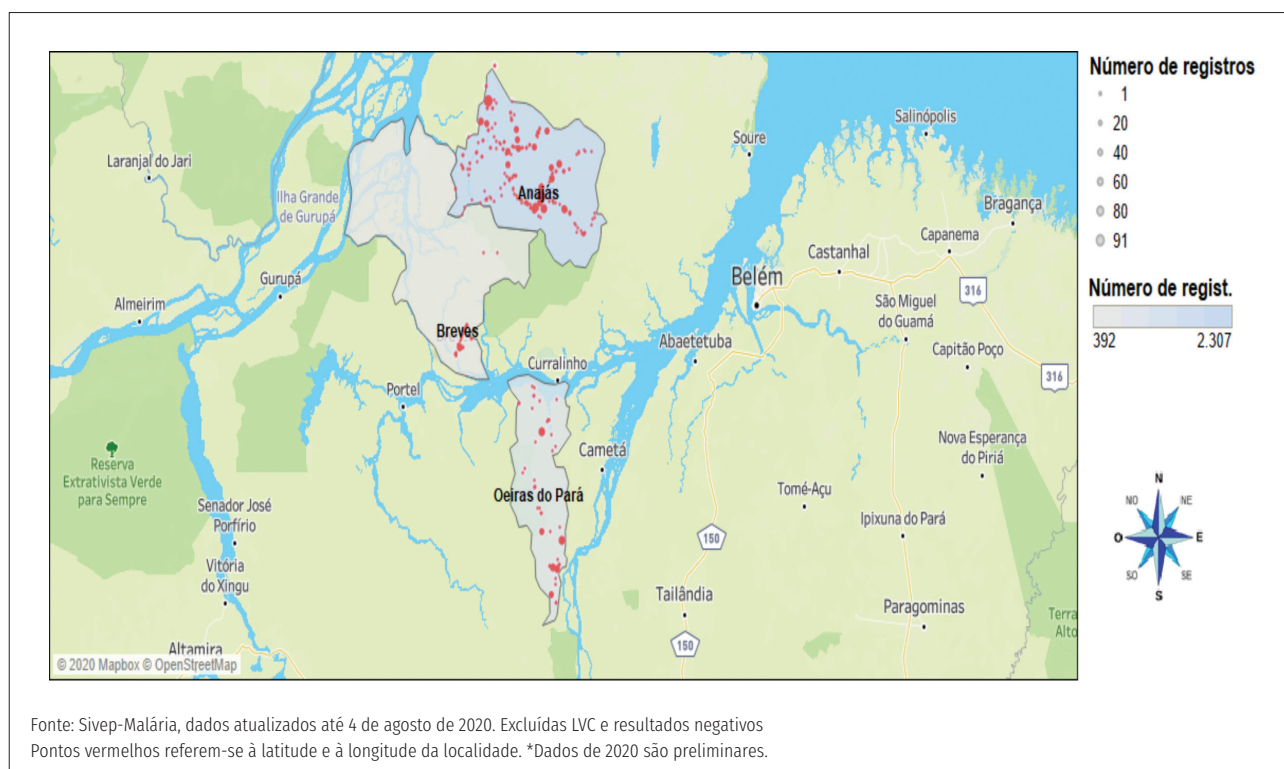 Laranjal do Jari
Ilha Grande
de Gurupá
Anajás
Soure
Salinópolis
Bragança
Capanema
Castanhal
Belém
316
São Miguel
do Guamá
Gurupá
Almeirim
Breves
Abaetetuba
Capitão Poço
Curralinho
316
Portel
Nova Esperança
do Piriá
Cametá
Reserva
Extrativista Verde
para Sempre
Oeiras do Pará
Tomé-Açu
Senador José
Porfírio
Ipixuna do Pará
150
Vitória
do Xingu
Tailândia
Paragominas
Terra
Alto
150
Altamira
© 2020 Mapbox © OpenStreetMap
Número de registros
1
20
40
60
80
91
Número de regist.
392 2.307
N
NO NE
O E
SO SE
S
Fonte: Sivep-Malária, dados atualizados até 4 de agosto de 2020. Excluídas LVC e resultados negativos
Pontos vermelhos referem-se à latitude e à longitude da localidade. *Dados de 2020 são preliminares.